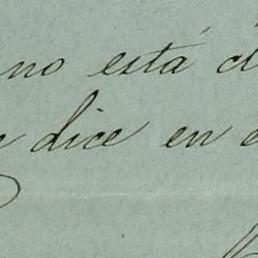 no está
dice en